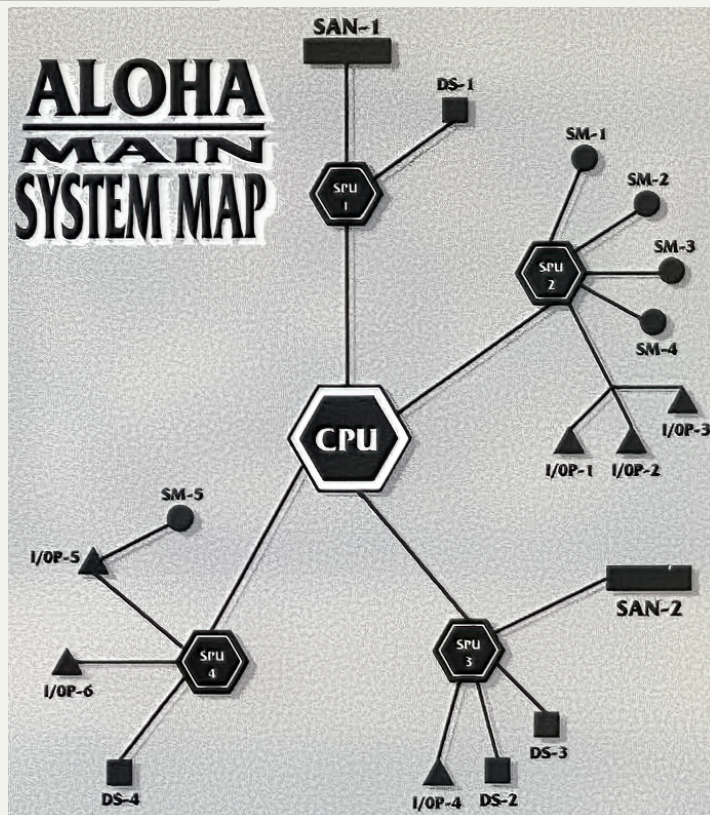 ALOHA
MAIN
SYSTEM MAP
SAN-1
DS-1
SPU
1
SM-1
SM-2
SM-3
SM-4
SPU
2
I/OP-1
I/OP-2
I/OP-3
CPU
SM-5
I/OP-5
I/OP-6
SPU
4
DS-4
SAN-2
SPU
3
DS-3
I/OP-4
DS-2